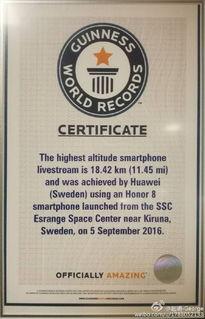 GUINNESS
WORLD RECORDS
CERTIFICATE
The highest altitude smartphone
livestream is 18.42 km (11.45 mi)
and was achieved by Huawei
(Sweden) using an Honor 8
smartphone launched from the SSC
Esrange Space Center near Kiruna,
Sweden, on 5 September 2016.
OFFICIALLY AMAZING